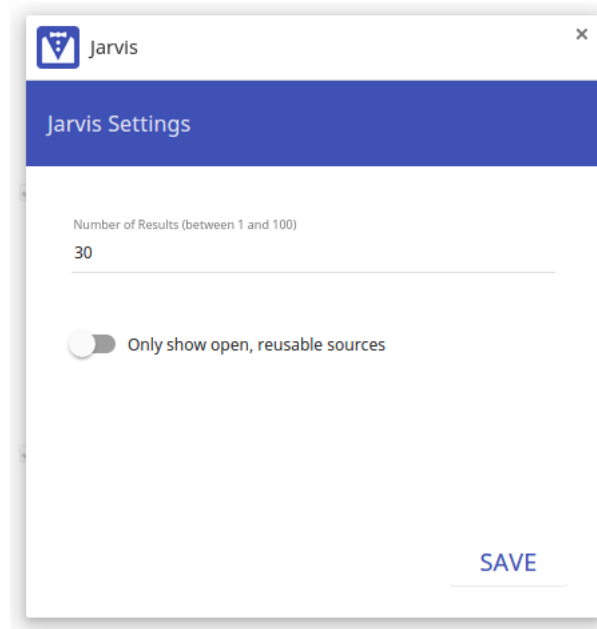 Jarvis
×
Jarvis Settings
Number of Results (between 1 and 100)
30
Only show open, reusable sources
SAVE